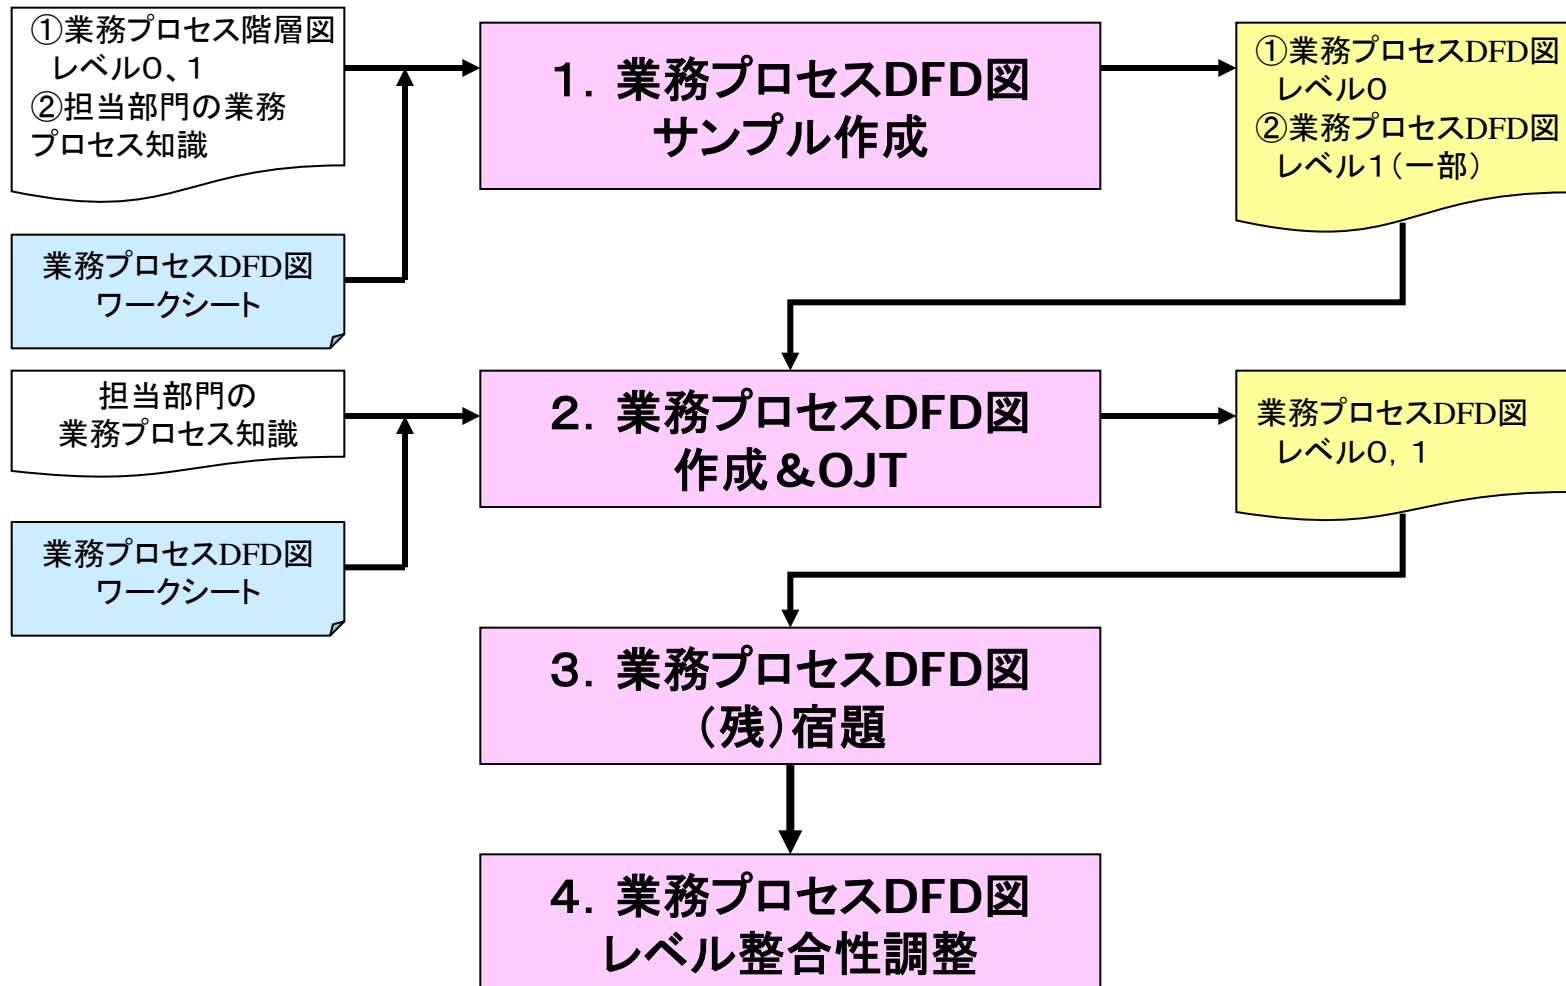 ①業務プロセス階層図
レベル０、１
②担当部門の業務
プロセス知識
１．業務プロセスDFD図
サンプル作成
①業務プロセスDFD図
レベル０
②業務プロセスDFD図
レベル１（一部）
業務プロセスDFD図
ワークシート
担当部門の
業務プロセス知識
２．業務プロセスDFD図
作成＆OJT
業務プロセスDFD図
レベル０，１
業務プロセスDFD図
ワークシート
３．業務プロセスDFD図
（残）宿題
４．業務プロセスDFD図
レベル整合性調整